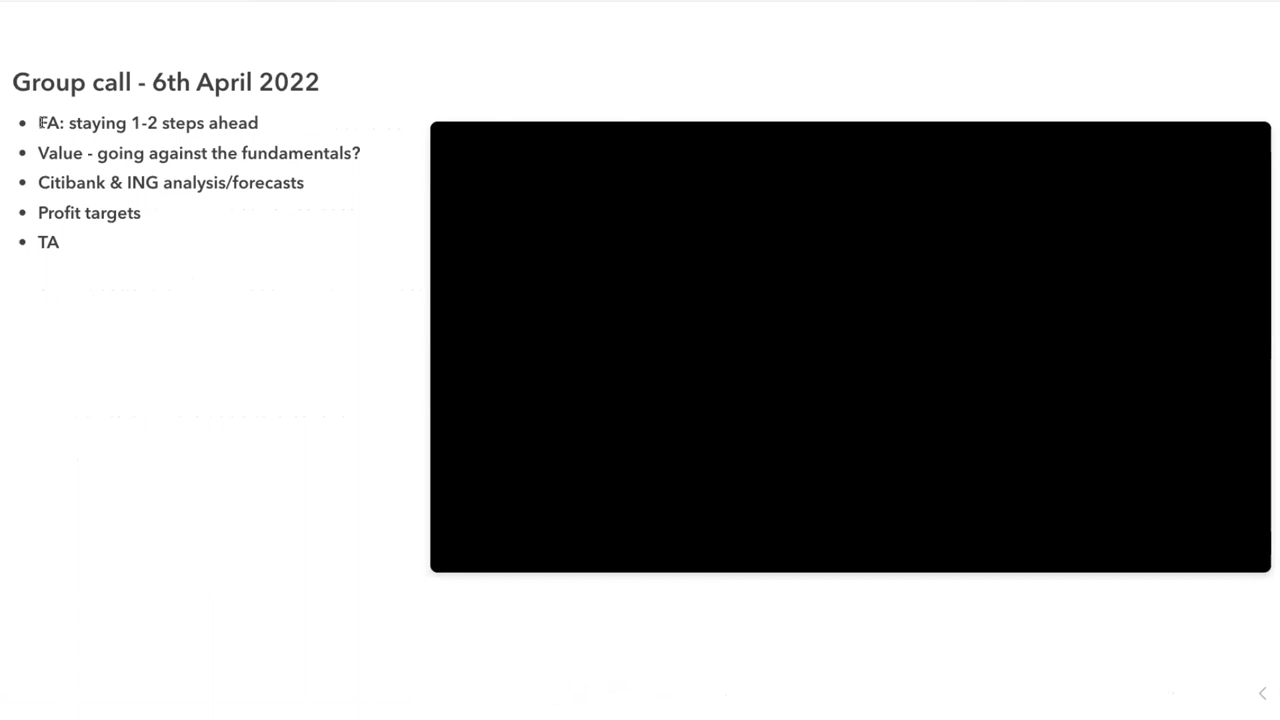 Group call - 6th April 2022
• FA: staying 1-2 steps ahead
• Value - going against the fundamentals?
• Citibank & ING analysis/forecasts
• Profit targets
• TA